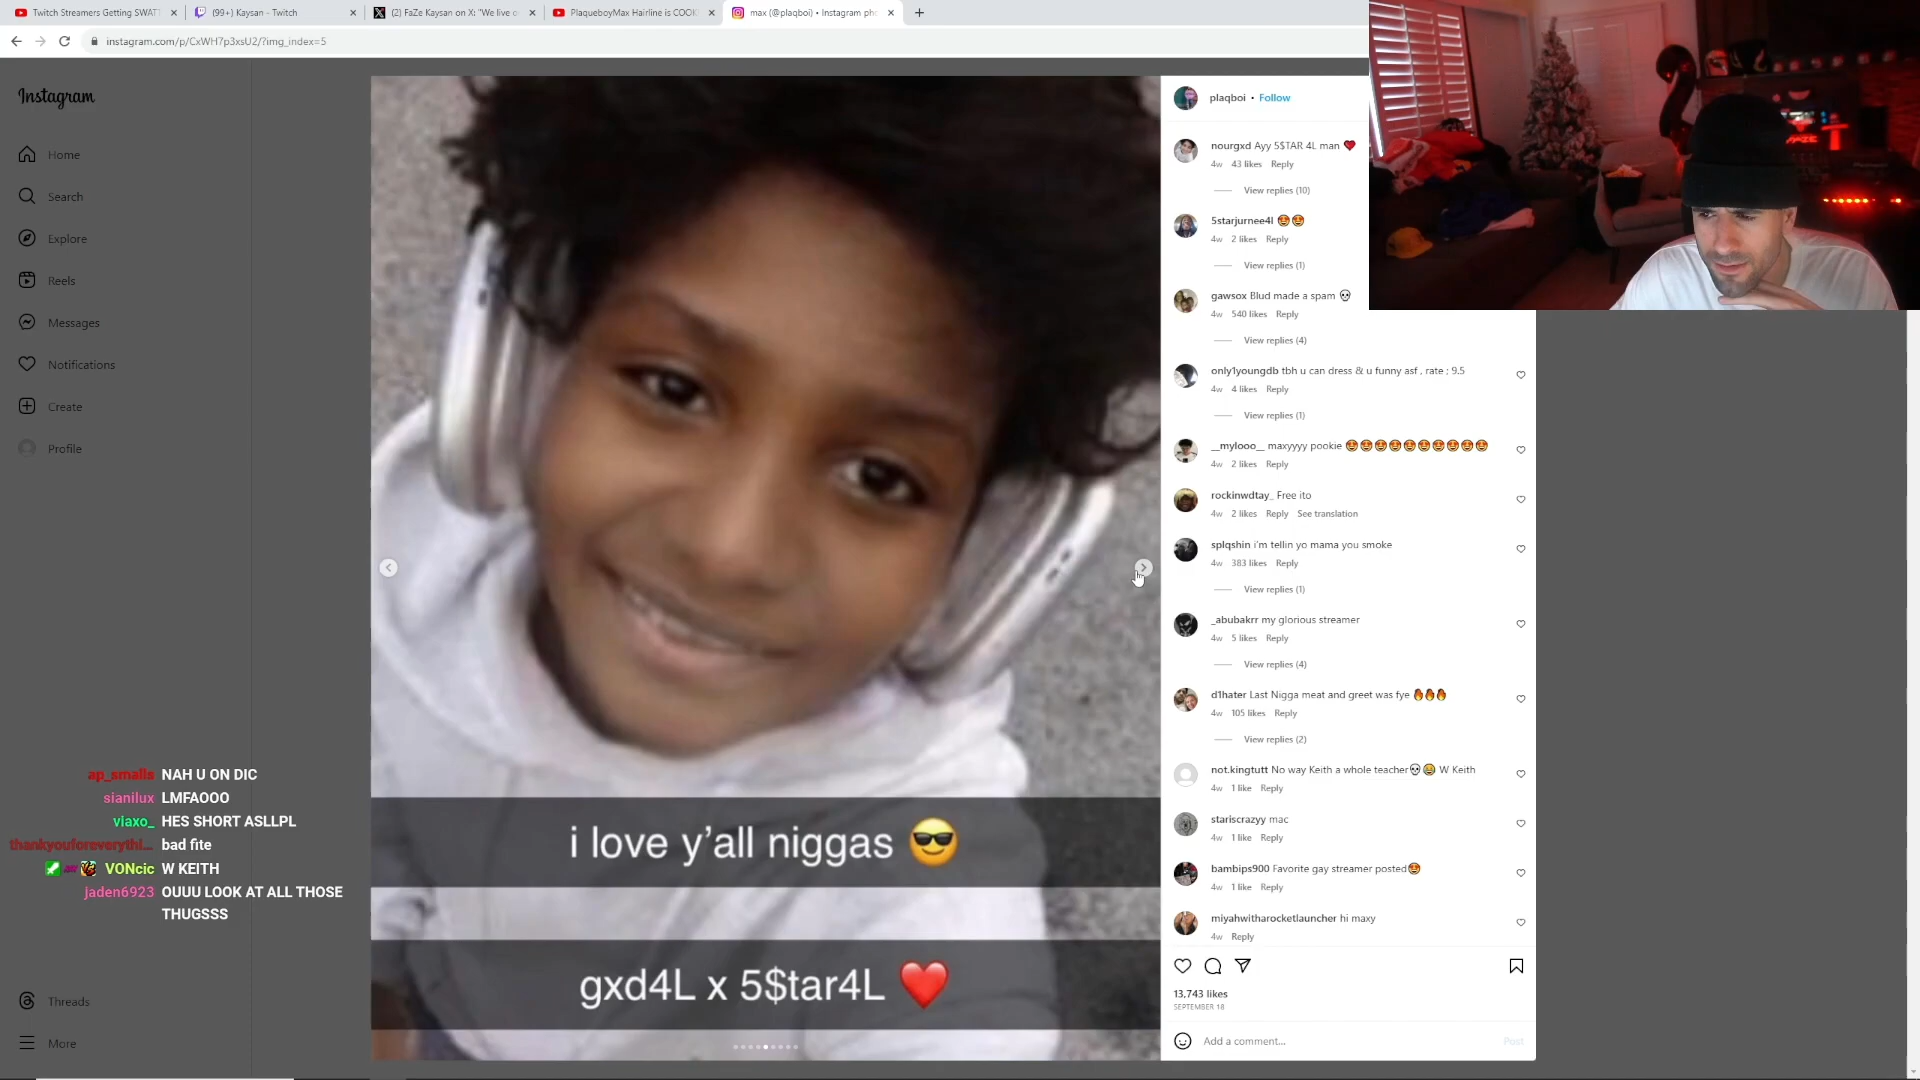 Twitch Streamers Getting SWAT
(99+) Kaysan - Twitch
(2) FaZe Kaysan on X: "We live o
PlaqueboyMax Hairline is COOK
max (@plaqboi) • Instagram pho
instagram.com/p/CxWH7p3xsU2/?img_index=5
Instagram
Home
Search
Explore
Reels
Messages
Notifications
Create
Profile
ap_smalls NAH U ON DIC
sianilux LMFAOOO
viaxo_ HES SHORT ASLLPL
thankyouforeverythi... bad fite
VONcic W KEITH
jaden6923 OUUU LOOK AT ALL THOSE
THUGSSS
Threads
More
i love y'all niggas 😎
gxd4L x 5$tar4L ❤️
plaqboi • Follow
nourgxd Ayy 5$TAR 4L man ❤️
4w 43 likes Reply
View replies (10)
5starjurnee4l 🤩🤩
4w 2 likes Reply
View replies (1)
gawsox Blud made a spam 💀
4w 540 likes Reply
View replies (4)
only1youngdb tbh u can dress & u funny asf , rate ; 9.5
4w 4 likes Reply
View replies (1)
__mylooo__ maxyyyy pookie 🤩🤩🤩🤩🤩🤩🤩🤩🤩🤩
4w 2 likes Reply
rockinwdtay_ Free ito
4w 2 likes Reply See translation
splqshin i'm tellin yo mama you smoke
4w 383 likes Reply
View replies (1)
_abubakrr my glorious streamer
4w 5 likes Reply
View replies (4)
d1hater Last Nigga meat and greet was fye 🔥🔥🔥
4w 105 likes Reply
View replies (2)
not.kingtutt No way Keith a whole teacher💀😂 W Keith
4w 1 like Reply
stariscrazyy mac
4w 1 like Reply
bambips900 Favorite gay streamer posted🤩
4w 1 like Reply
miyahwitharocketlauncher hi maxy
4w Reply
13,743 likes
SEPTEMBER 18
Add a comment...
Post